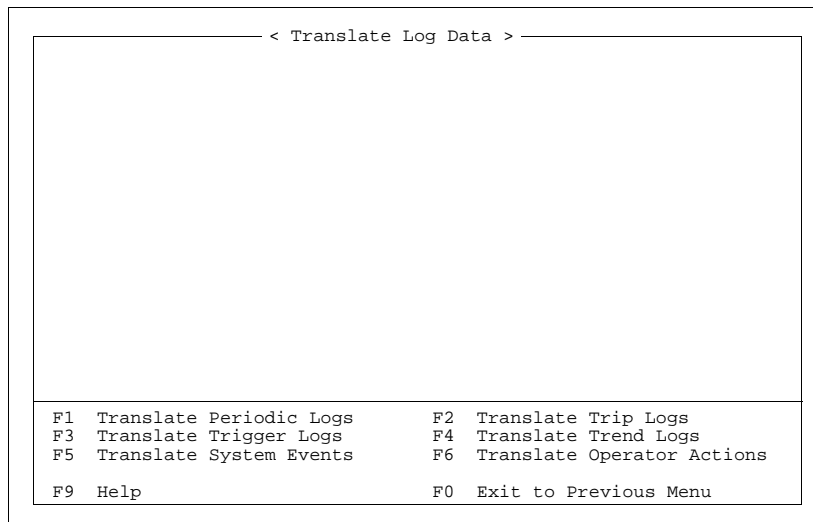 < Translate Log Data >
F1 Translate Periodic Logs F2 Translate Trip Logs
F3 Translate Trigger Logs F4 Translate Trend Logs
F5 Translate System Events F6 Translate Operator Actions
F9 Help F0 Exit to Previous Menu